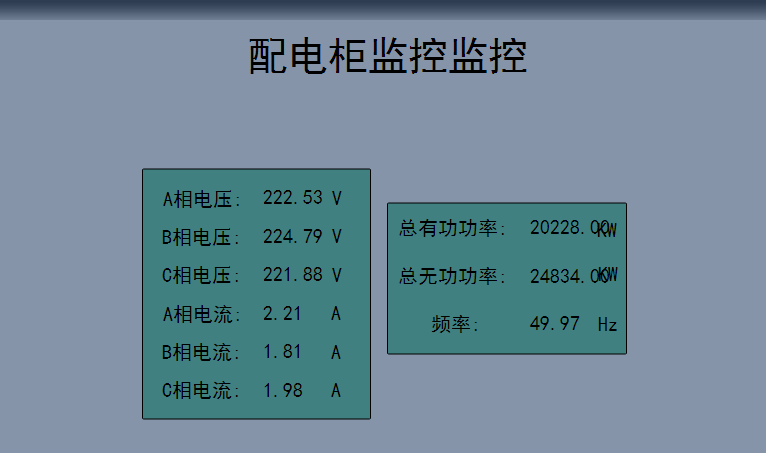 配电柜监控监控
A相电压: 222.53 V
B相电压: 224.79 V
C相电压: 221.88 V
A相电流: 2.21 A
B相电流: 1.81 A
C相电流: 1.98 A
总有功功率: 20228.00 KW
总无功功率: 24834.00 KW
频率: 49.97 Hz